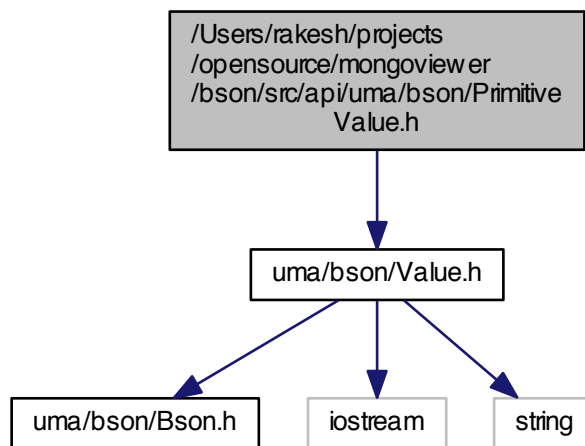 /Users/rakesh/projects
/opensource/mongoviewer
/bson/src/api/uma/bson/Primitive
Value.h
uma/bson/Value.h
uma/bson/Bson.h
iostream
string